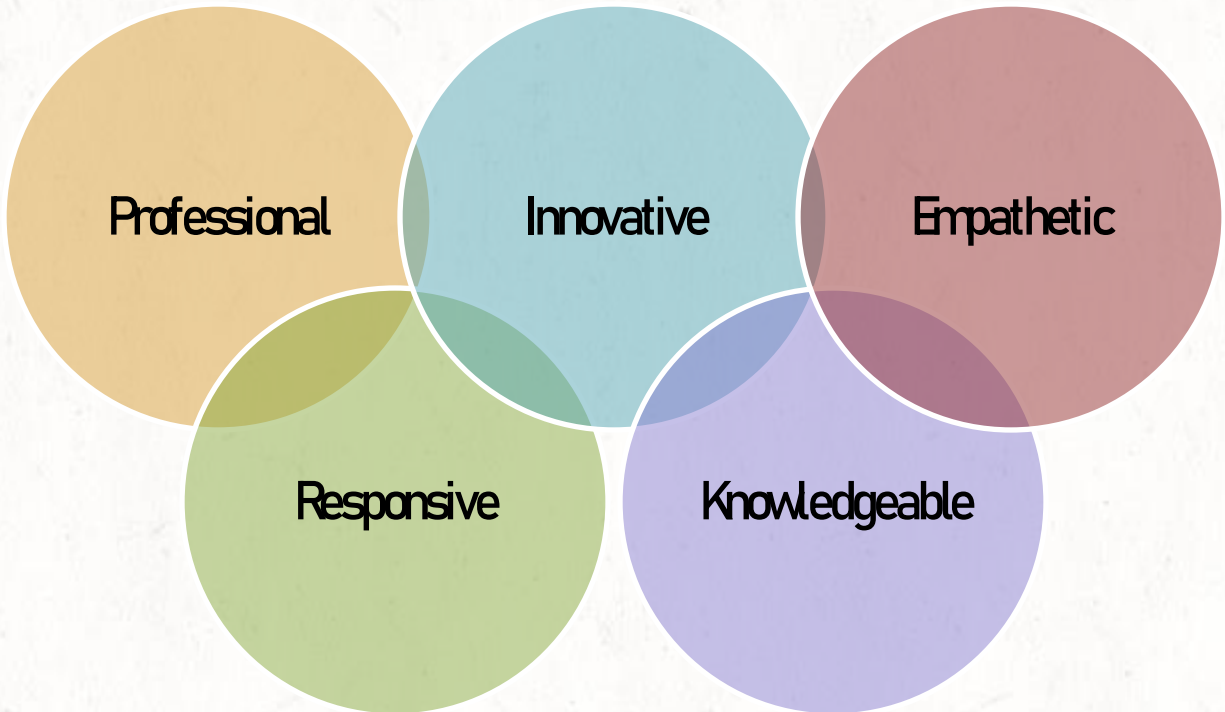 Professional
Innovative
Empathetic
Responsive
Knowledgeable